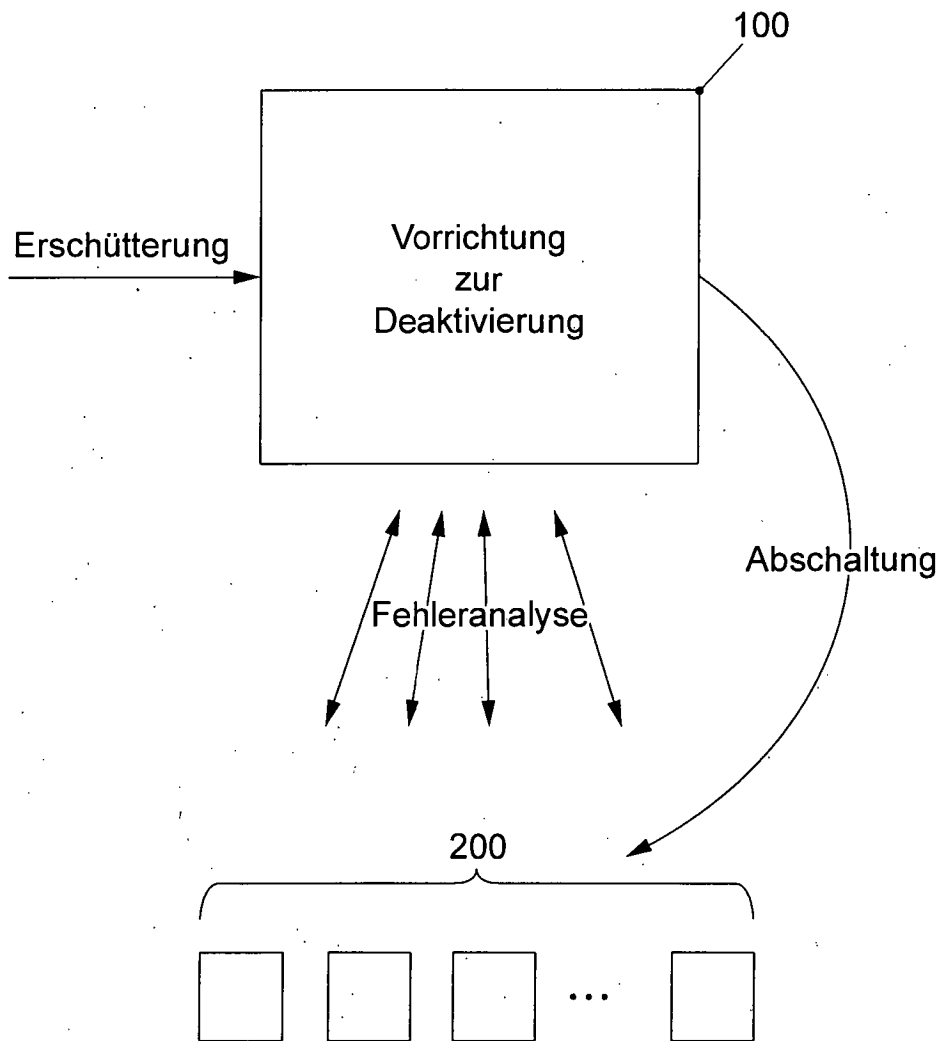 100
Erschütterung
Vorrichtung
zur
Deaktivierung
Abschaltung
Fehleranalyse
200
...